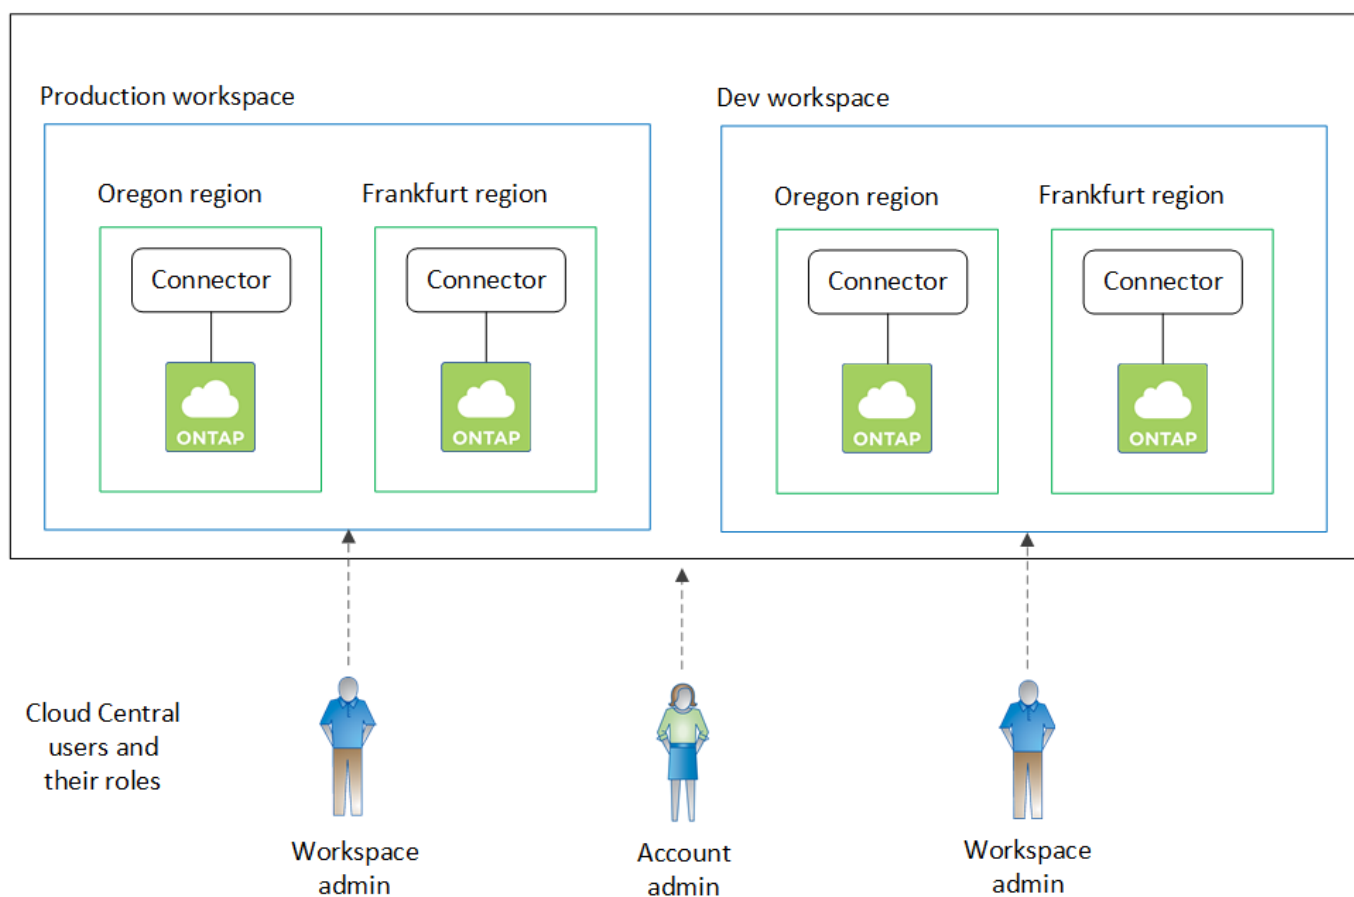 Production workspace
Dev workspace
Oregon region
Frankfurt region
Oregon region
Frankfurt region
Connector
Connector
Connector
Connector
ONTAP
ONTAP
ONTAP
ONTAP
Cloud Central
users and
their roles
Workspace
admin
Account
admin
Workspace
admin